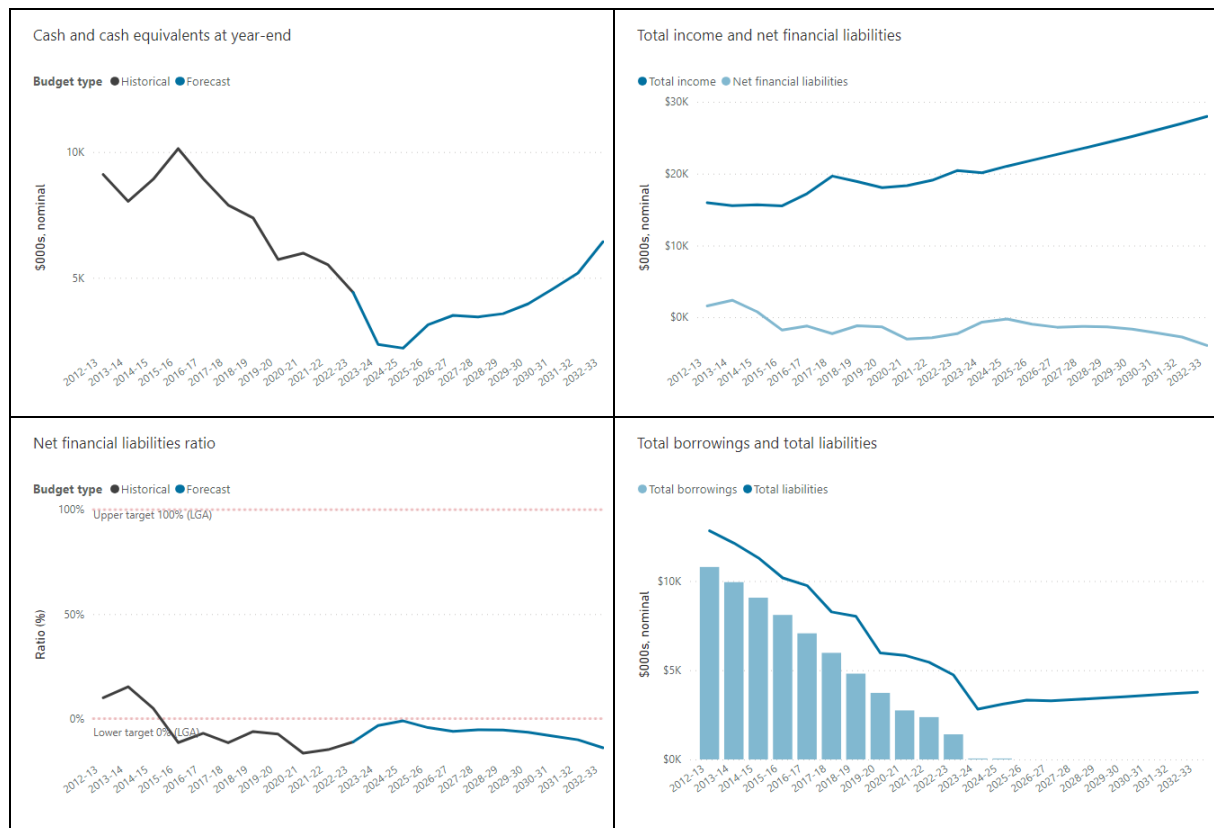 Cash and cash equivalents at year-end
Budget type Historical Forecast
10K
5K
$000s, nominal
2012-13 2013-14 2014-15 2015-16 2016-17 2017-18 2018-19 2019-20 2020-21 2021-22 2022-23 2023-24 2024-25 2025-26 2026-27 2027-28 2028-29 2029-30 2030-31 2031-32 2032-33
Total income and net financial liabilities
Total income Net financial liabilities
$30K
$20K
$10K
$0K
$000s, nominal
2012-13 2013-14 2014-15 2015-16 2016-17 2017-18 2018-19 2019-20 2020-21 2021-22 2022-23 2023-24 2024-25 2025-26 2026-27 2027-28 2028-29 2029-30 2030-31 2031-32 2032-33
Net financial liabilities ratio
Budget type Historical Forecast
100%
Upper target 100% (LGA)
50%
Ratio (%)
0%
Lower target 0% (LGA)
2012-13 2013-14 2014-15 2015-16 2016-17 2017-18 2018-19 2019-20 2020-21 2021-22 2022-23 2023-24 2024-25 2025-26 2026-27 2027-28 2028-29 2029-30 2030-31 2031-32 2032-33
Total borrowings and total liabilities
Total borrowings Total liabilities
$10K
$5K
$0K
$000s, nominal
2012-13 2013-14 2014-15 2015-16 2016-17 2017-18 2018-19 2019-20 2020-21 2021-22 2022-23 2023-24 2024-25 2025-26 2026-27 2027-28 2028-29 2029-30 2030-31 2031-32 2032-33